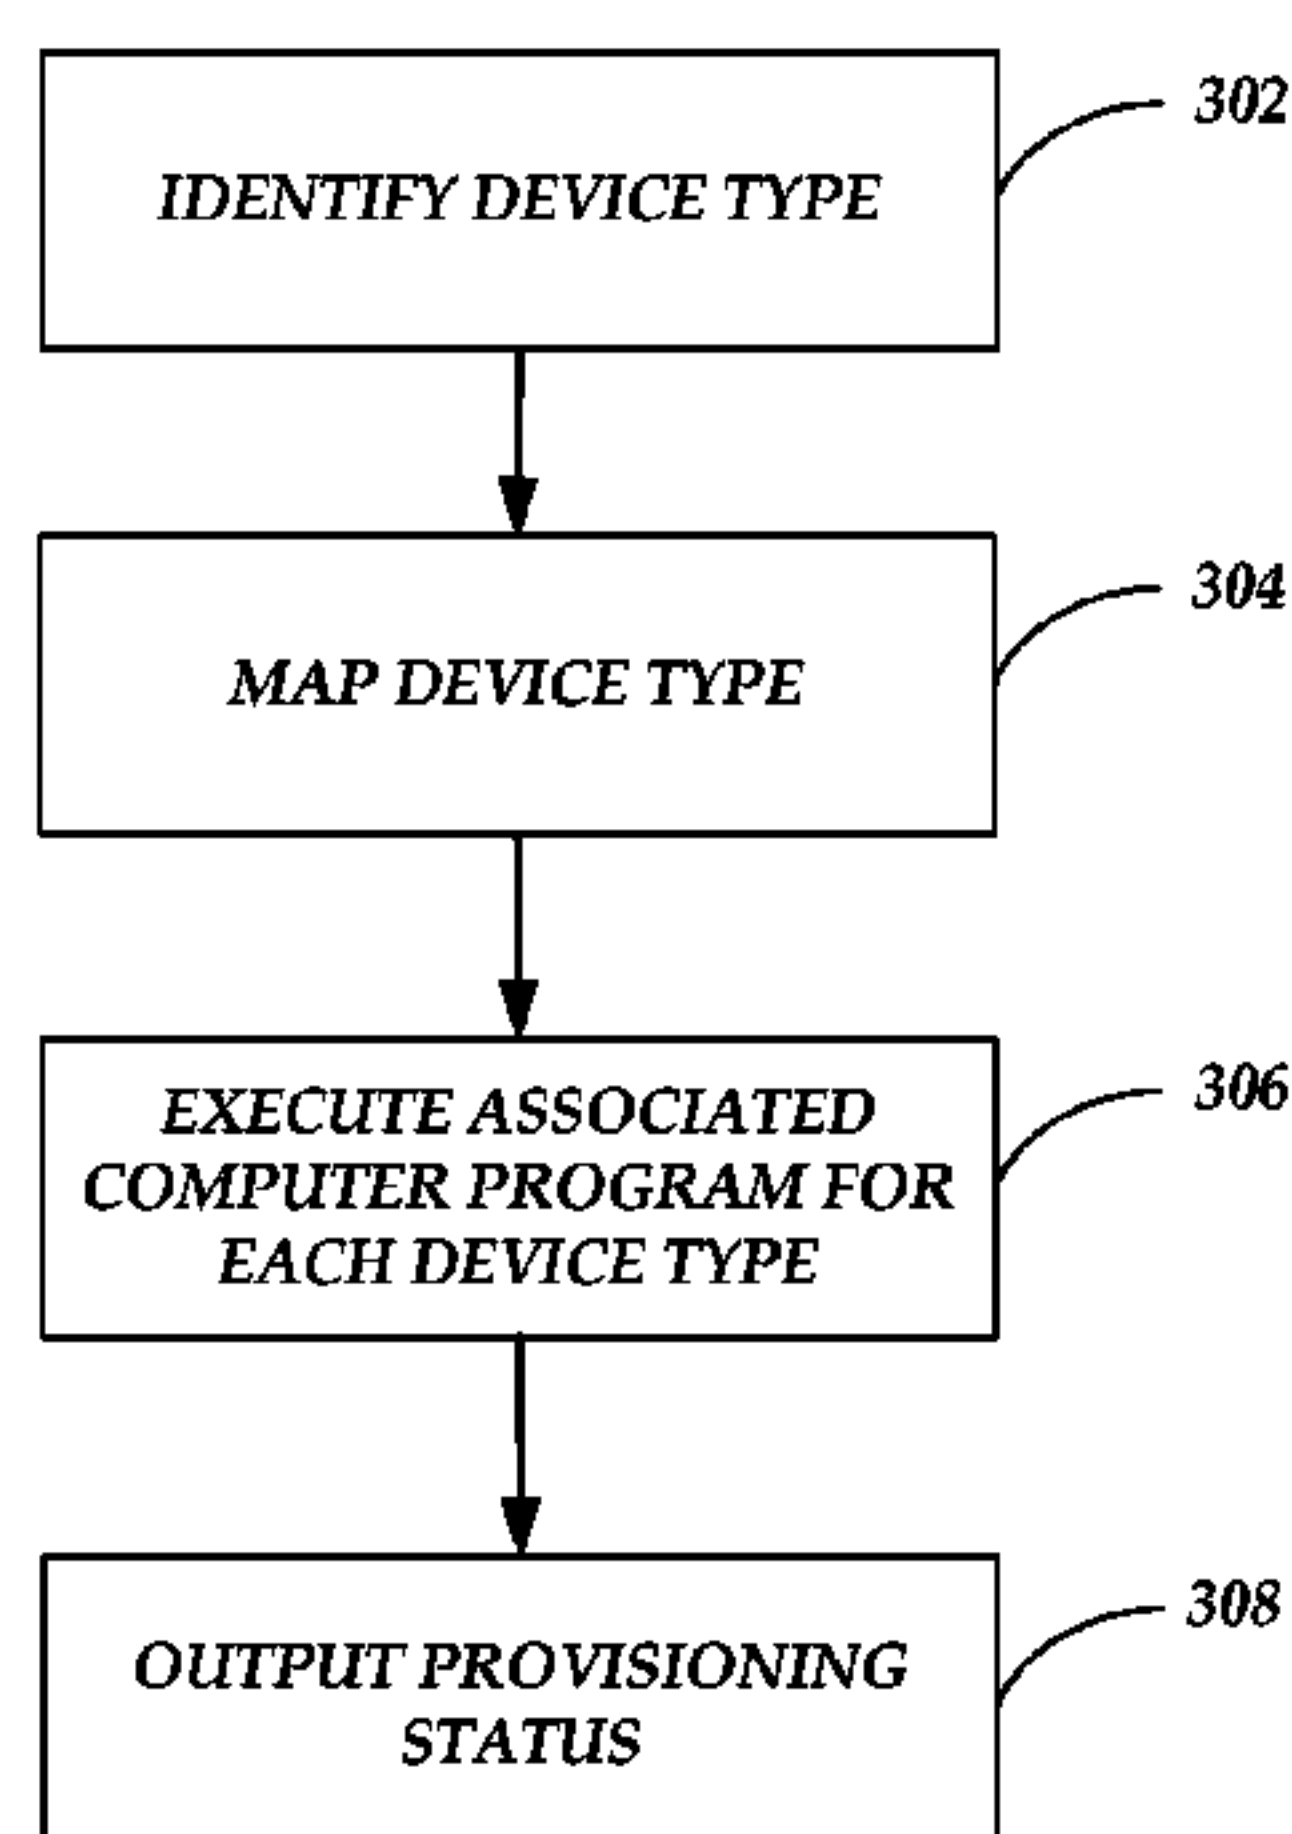 302
IDENTIFY DEVICE TYPE
304
MAP DEVICE TYPE
306
EXECUTE ASSOCIATED
COMPUTER PROGRAM FOR
EACH DEVICE TYPE
308
OUTPUT PROVISIONING
STATUS